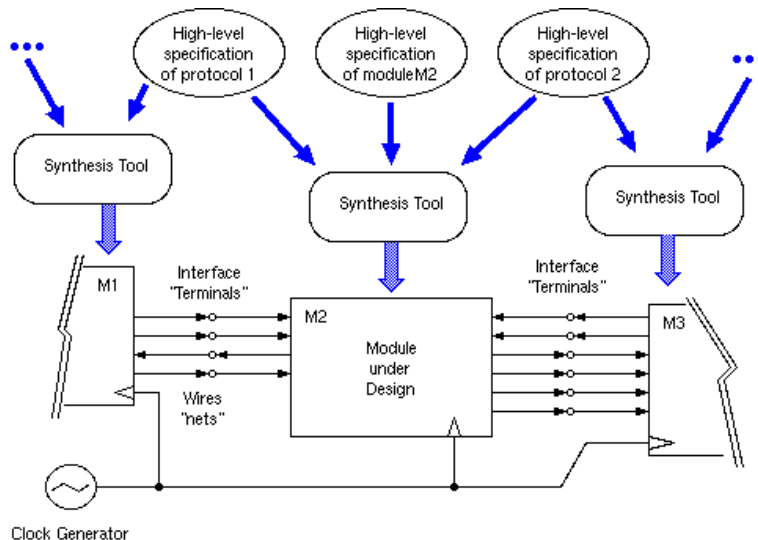 High-level
specification
of protocol 1
High-level
specification
of moduleM2
High-level
specification
of protocol 2
Synthesis Tool
Synthesis Tool
Synthesis Tool
M1
Interface
"Terminals"
M2
Module
under
Design
Interface
"Terminals"
M3
Wires
"nets"
Clock Generator